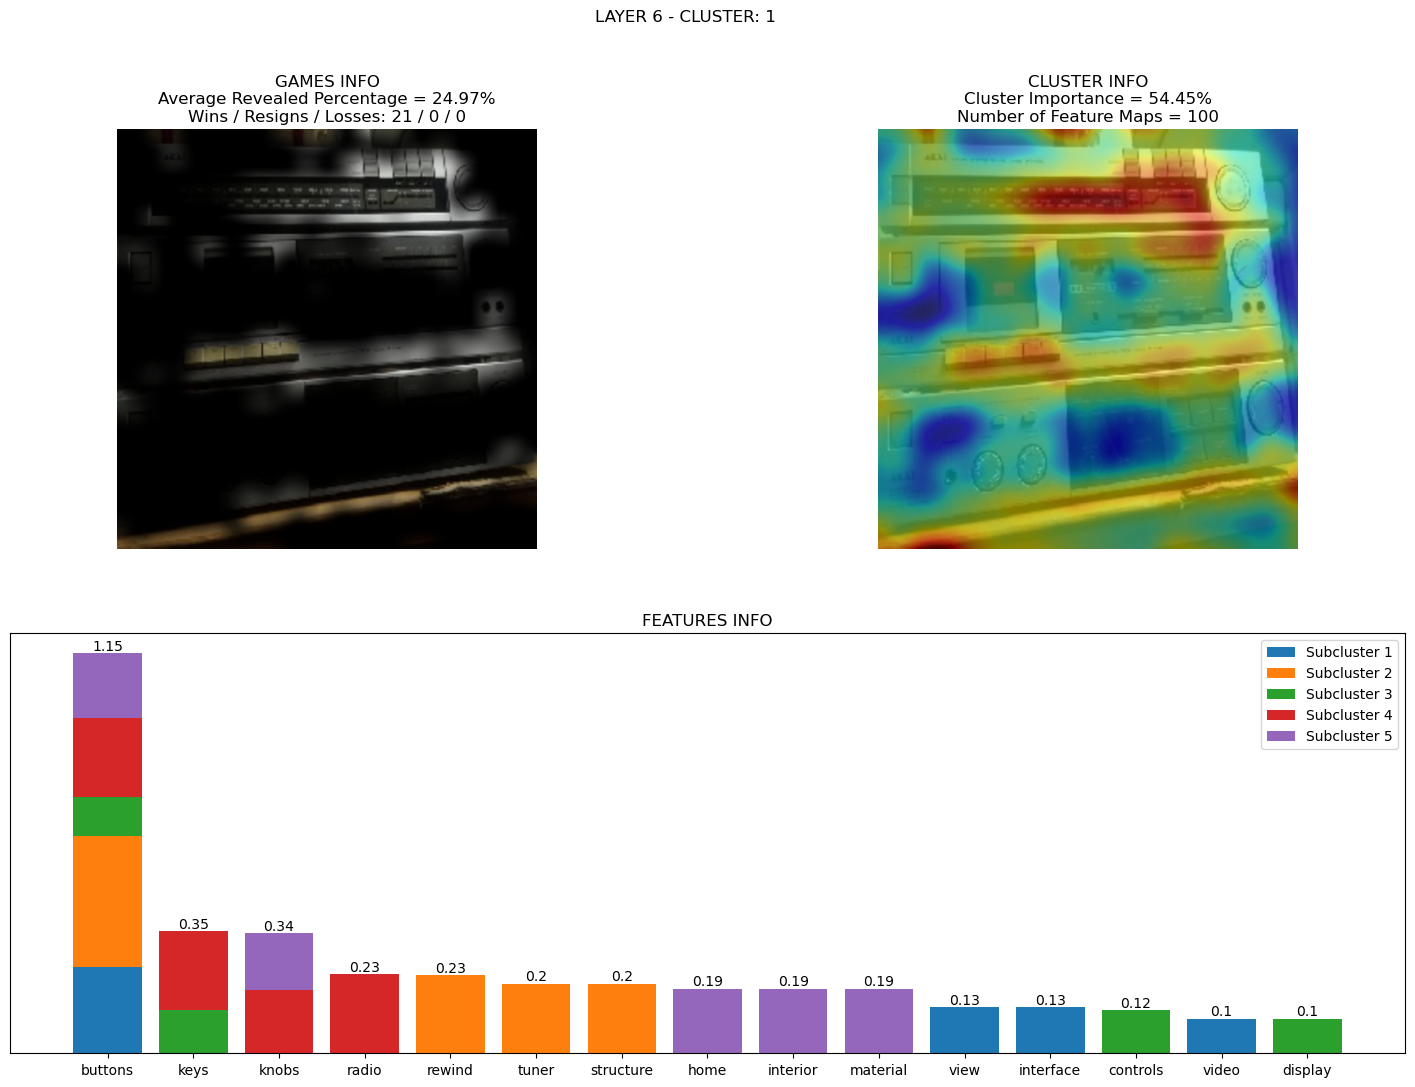 LAYER 6 - CLUSTER: 1
GAMES INFO
Average Revealed Percentage = 24.97%
Wins / Resigns / Losses: 21 / 0 / 0
CLUSTER INFO
Cluster Importance = 54.45%
Number of Feature Maps = 100
AKAI
FEATURES INFO
1.15
0.35
0.34
0.23
0.23
0.2
0.2
0.19
0.19
0.19
0.13
0.13
0.12
0.1
0.1
Subcluster 1
Subcluster 2
Subcluster 3
Subcluster 4
Subcluster 5
buttons keys knobs radio rewind tuner structure home interior material view interface controls video display